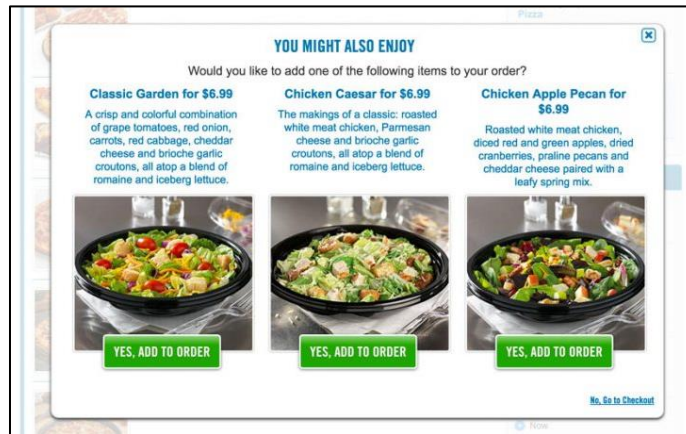 Pizza
YOU MIGHT ALSO ENJOY
Would you like to add one of the following items to your order?
Classic Garden for $6.99
A crisp and colorful combination
of grape tomatoes, red onion,
carrots, red cabbage, cheddar
cheese and brioche garlic
croutons, all atop a blend of
romaine and iceberg lettuce.
YES, ADD TO ORDER
Chicken Caesar for $6.99
The makings of a classic: roasted
white meat chicken, Parmesan
cheese and brioche garlic
croutons, all atop a blend of
romaine and iceberg lettuce.
YES, ADD TO ORDER
Chicken Apple Pecan for
$6.99
Roasted white meat chicken,
diced red and green apples, dried
cranberries, praline pecans and
cheddar cheese paired with a
leafy spring mix.
YES, ADD TO ORDER
No, Go to Checkout
Now